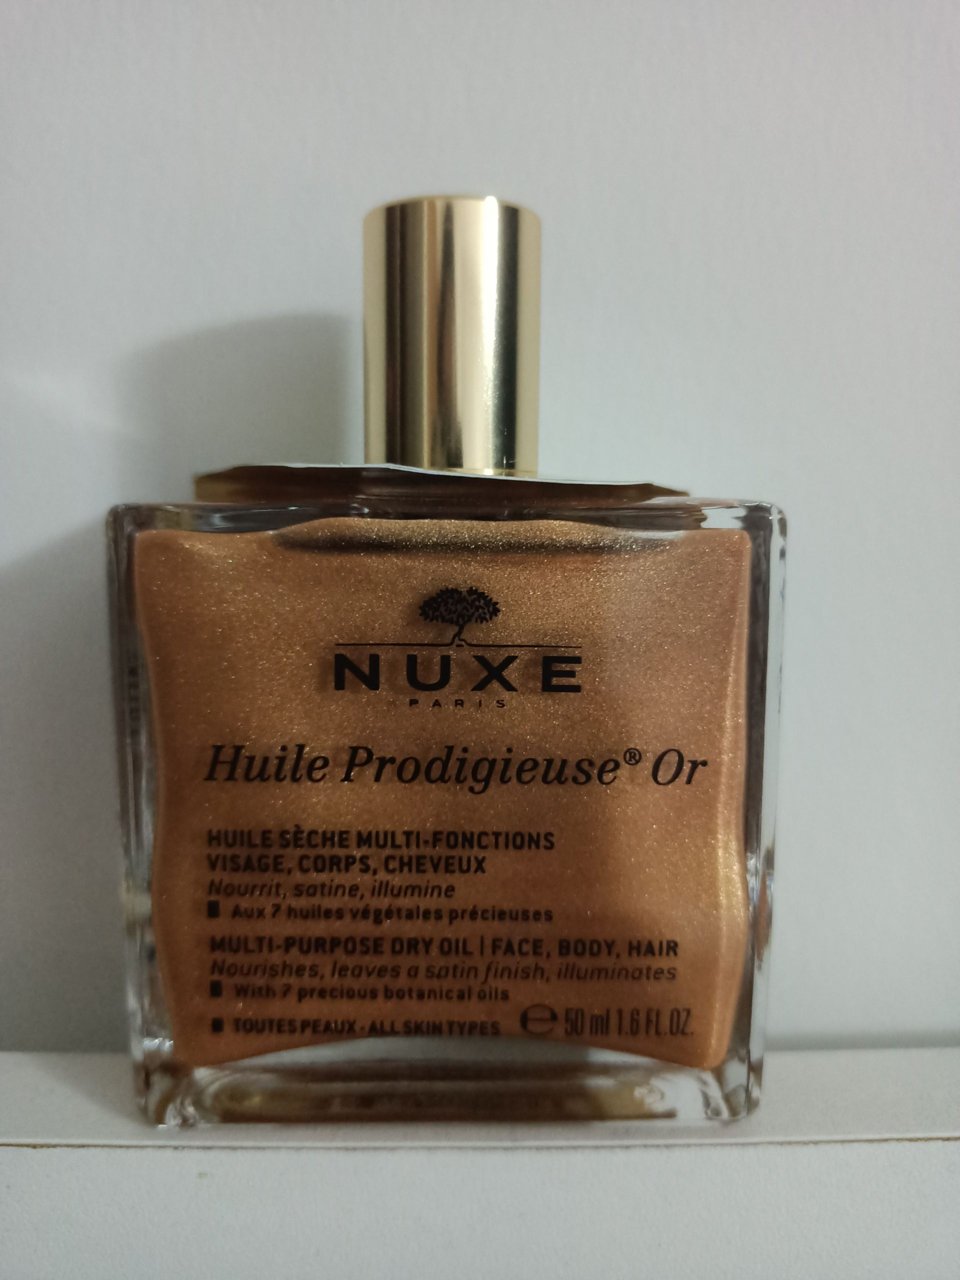 NUXE
PARIS
Huile Prodigieuse® Or
HUILE SÈCHE MULTI-FONCTIONS
VISAGE, CORPS, CHEVEUX
Nourrit, satine, illumine
Aux 7 huiles végétales précieuses
MULTI-PURPOSE DRY OIL | FACE, BODY, HAIR
Nourishes, leaves a satin finish, illuminates
With 7 precious botanical oils
TOUTES PEAUX - ALL SKIN TYPES ℮ 50 ml 1.6 FL.OZ.